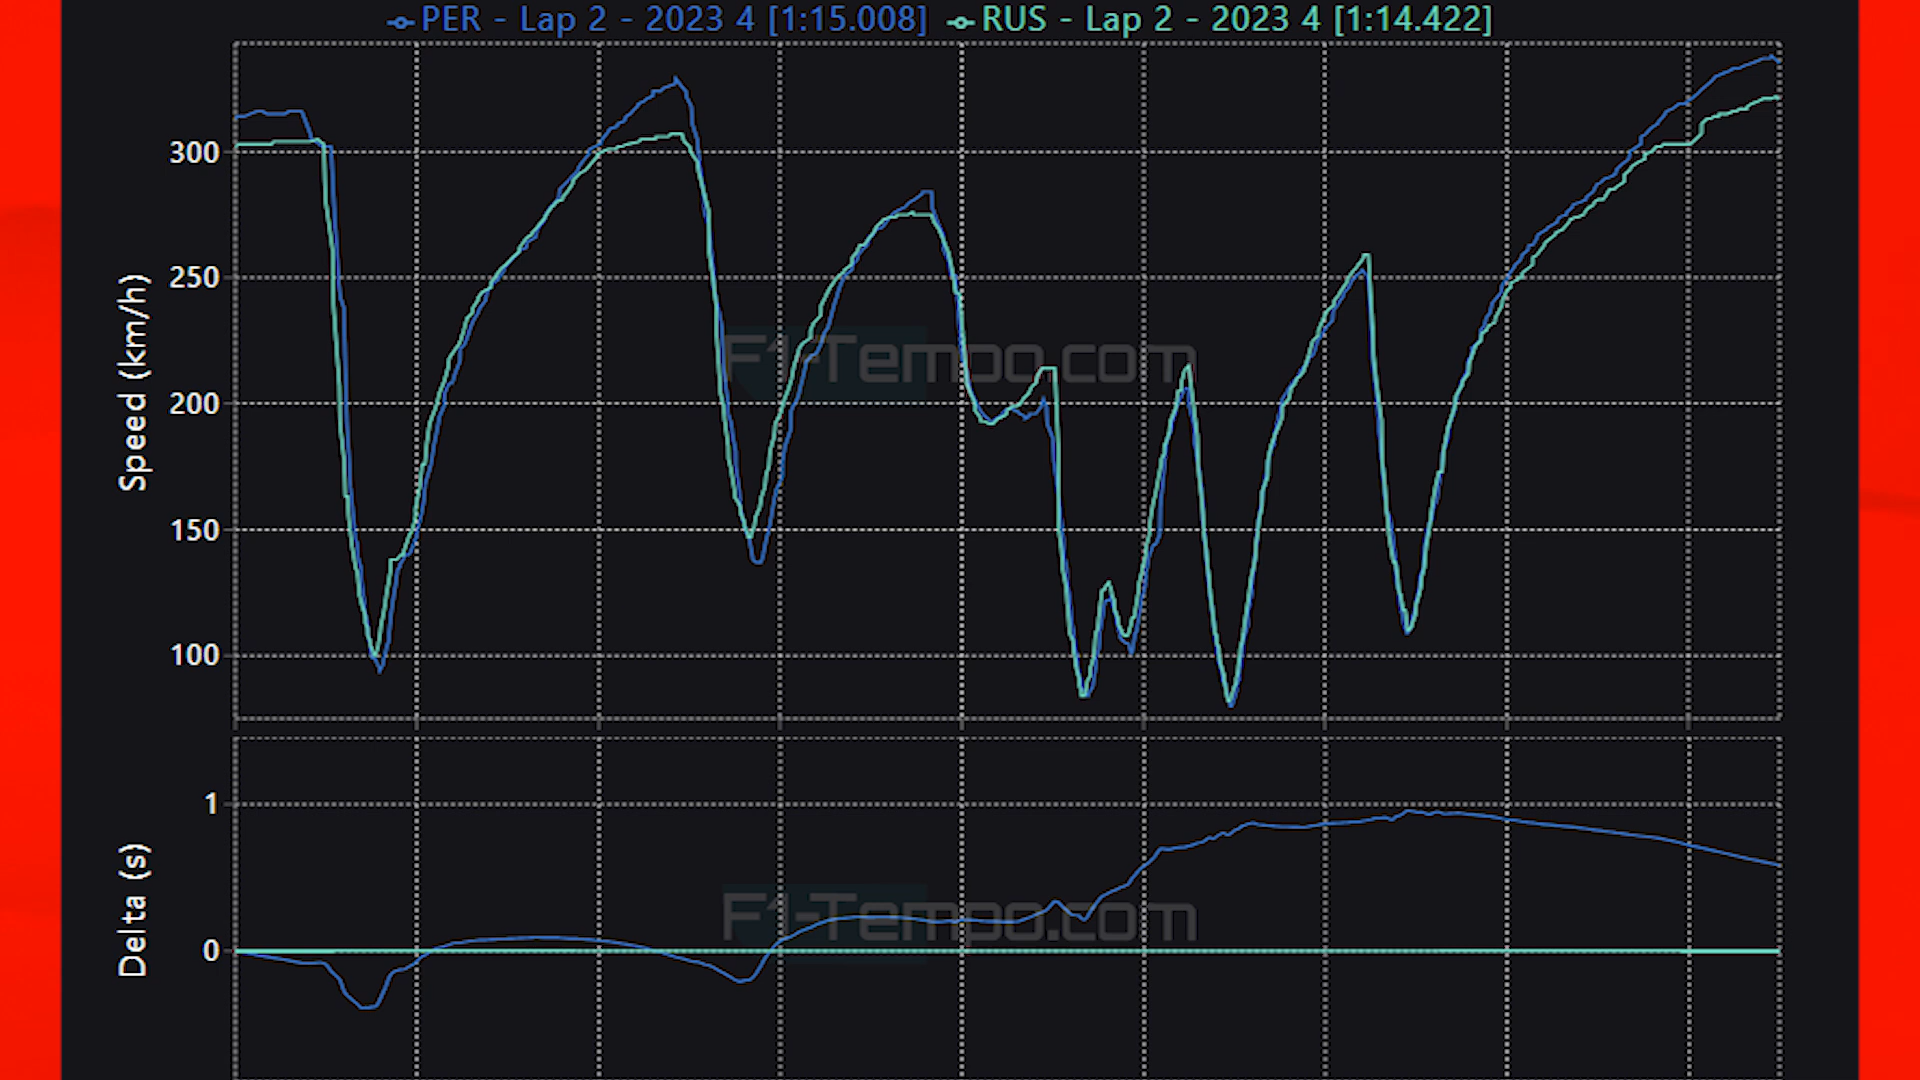 PER - Lap 2 - 2023 4 [1:15.008] RUS - Lap 2 - 2023 4 [1:14.422]
300
250
200
150
100
Speed (km/h)
F1-Tempo.com
1
0
Delta (s)
F1-Tempo.com